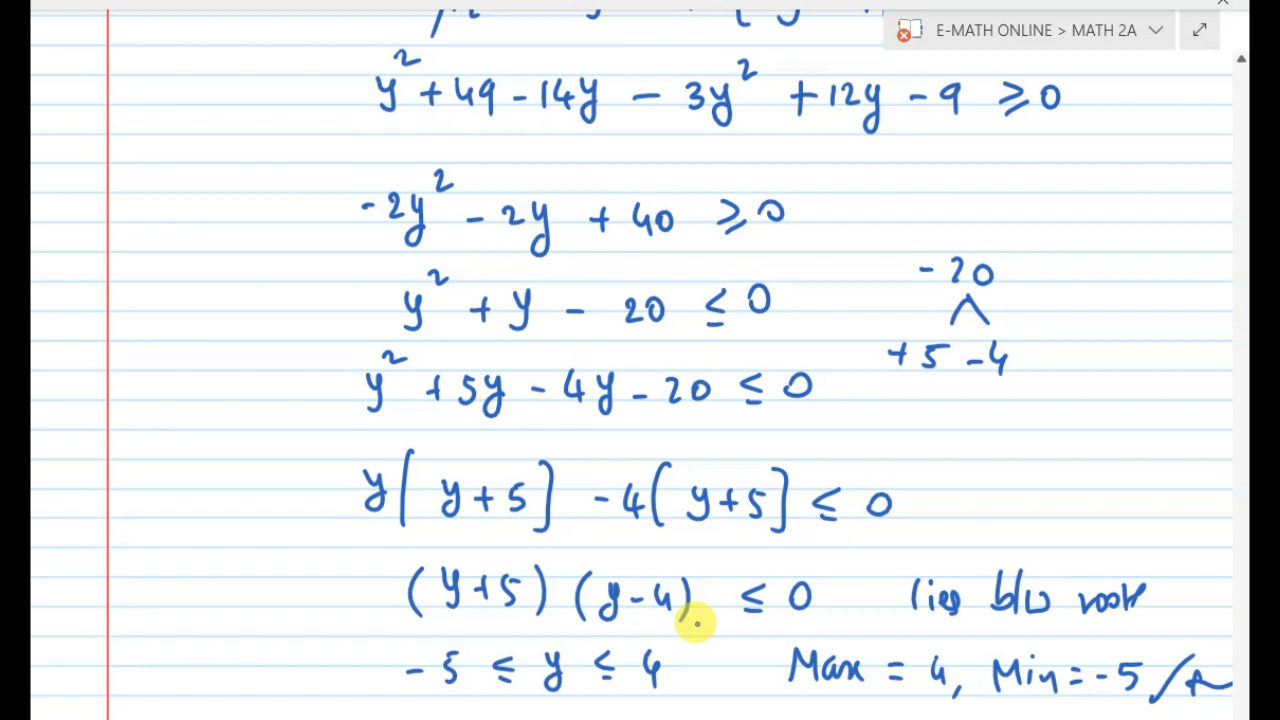 E-MATH ONLINE > MATH 2A
y² + 49 - 14y - 3y² + 12y - 9 ⩾ 0
-2y² - 2y + 40 ⩾ 0
y² + y - 20 ≤ 0
-20
+5 -4
y² + 5y - 4y - 20 ≤ 0
y[y+5] -4[y+5] ≤ 0
(y+5) (y-4) ≤ 0 lies b/w
-5 ≤ y ≤ 4 Max = 4, Min = -5